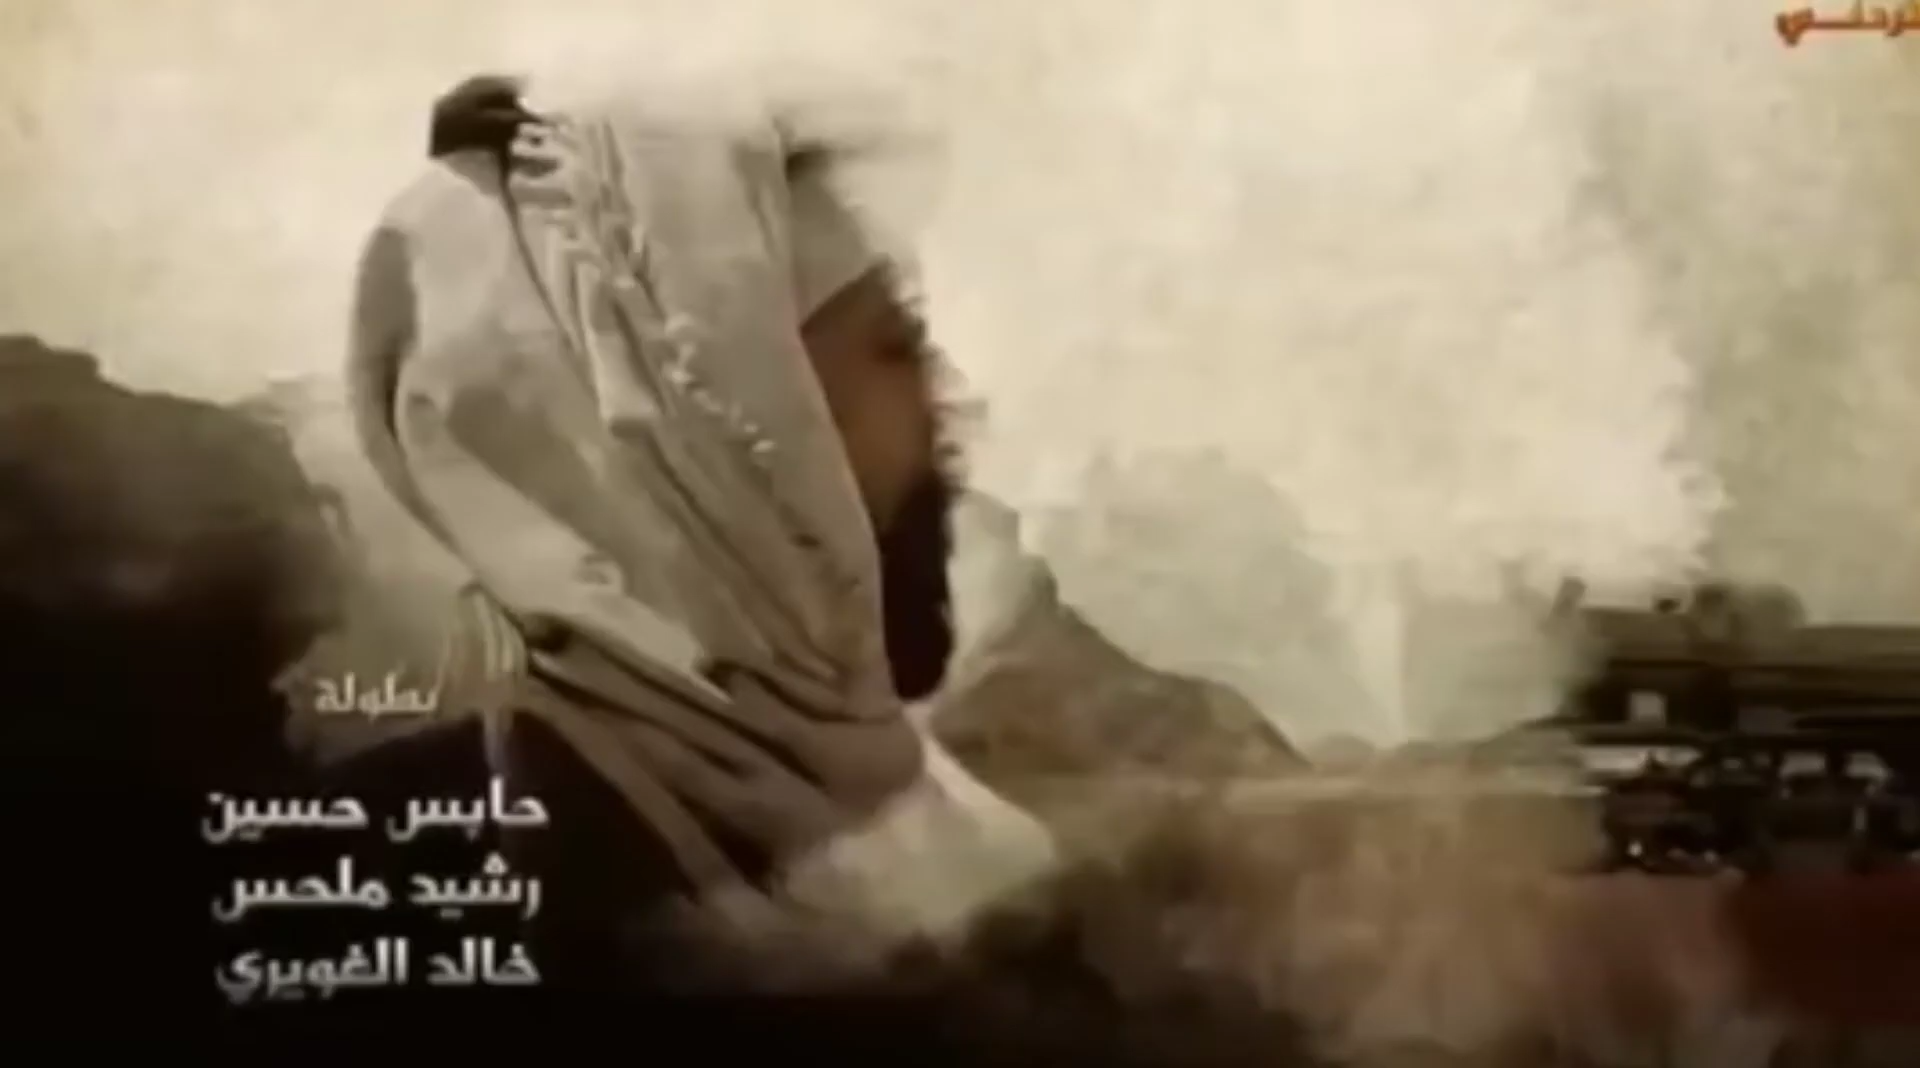 بطولة
حابس حسين
رشيد ملحس
خالد الغويري